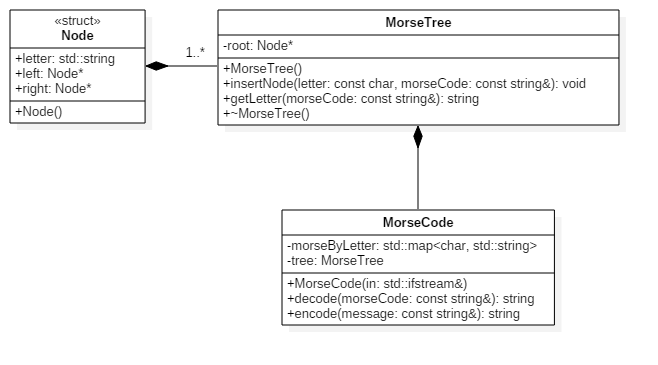 «struct»
Node
+letter: std::string
+left: Node*
+right: Node*
+Node()
1..*
MorseTree
-root: Node*
+MorseTree()
+insertNode(letter: const char, morseCode: const string&): void
+getLetter(morseCode: const string&): string
+~MorseTree()
MorseCode
-morseByLetter: std::map<char, std::string>
-tree: MorseTree
+MorseCode(in: std::ifstream&)
+decode(morseCode: const string&): string
+encode(message: const string&): string